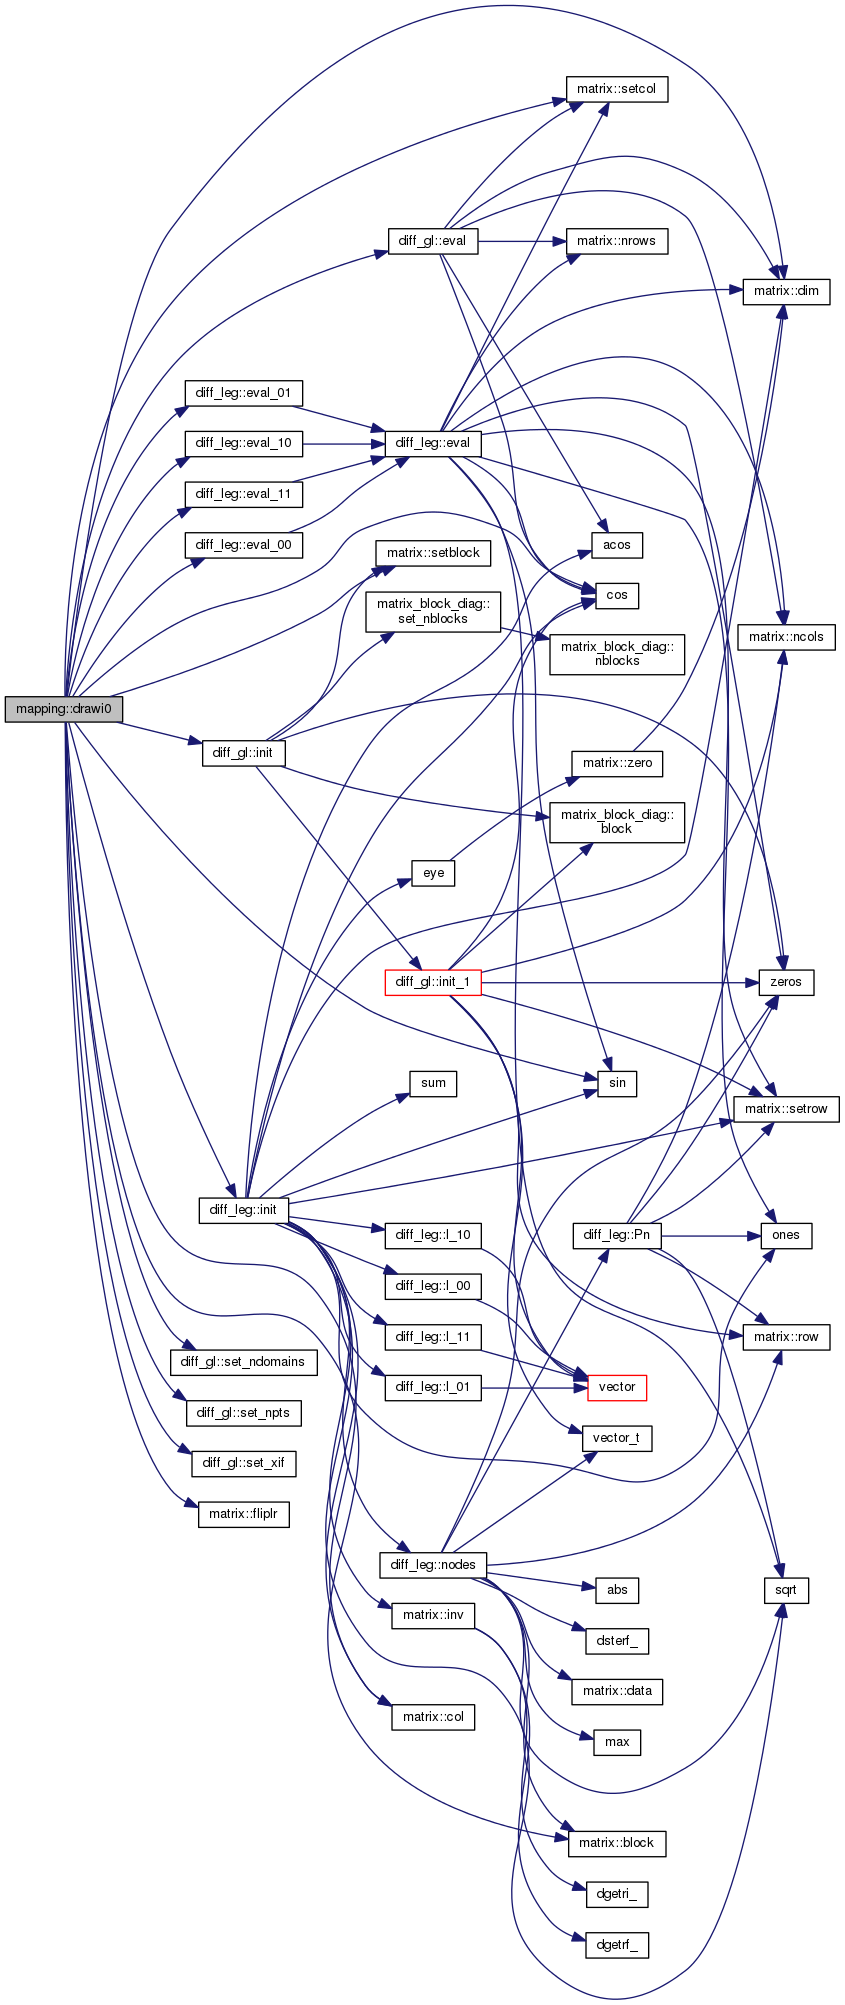 matrix::setcol
diff_gl::eval
matrix::nrows
matrix::dim
diff_leg::eval_01
diff_leg::eval_10
diff_leg::eval
diff_leg::eval_11
diff_leg::eval_00
acos
matrix::setblock
cos
matrix_block_diag::
set_nblocks
matrix::ncols
matrix_block_diag::
nblocks
mapping::drawi0
diff_gl::init
matrix::zero
matrix_block_diag::
block
eye
diff_gl::init_1
zeros
sum
sin
matrix::setrow
diff_leg::init
diff_leg::l_10
diff_leg::Pn
ones
diff_leg::l_00
diff_leg::l_11
matrix::row
diff_gl::set_ndomains
diff_leg::l_01
vector
diff_gl::set_npts
vector_t
diff_gl::set_xif
matrix::fliplr
diff_leg::nodes
abs
sqrt
matrix::inv
dsterf_
matrix::data
matrix::col
max
matrix::block
dgetri_
dgetrf_